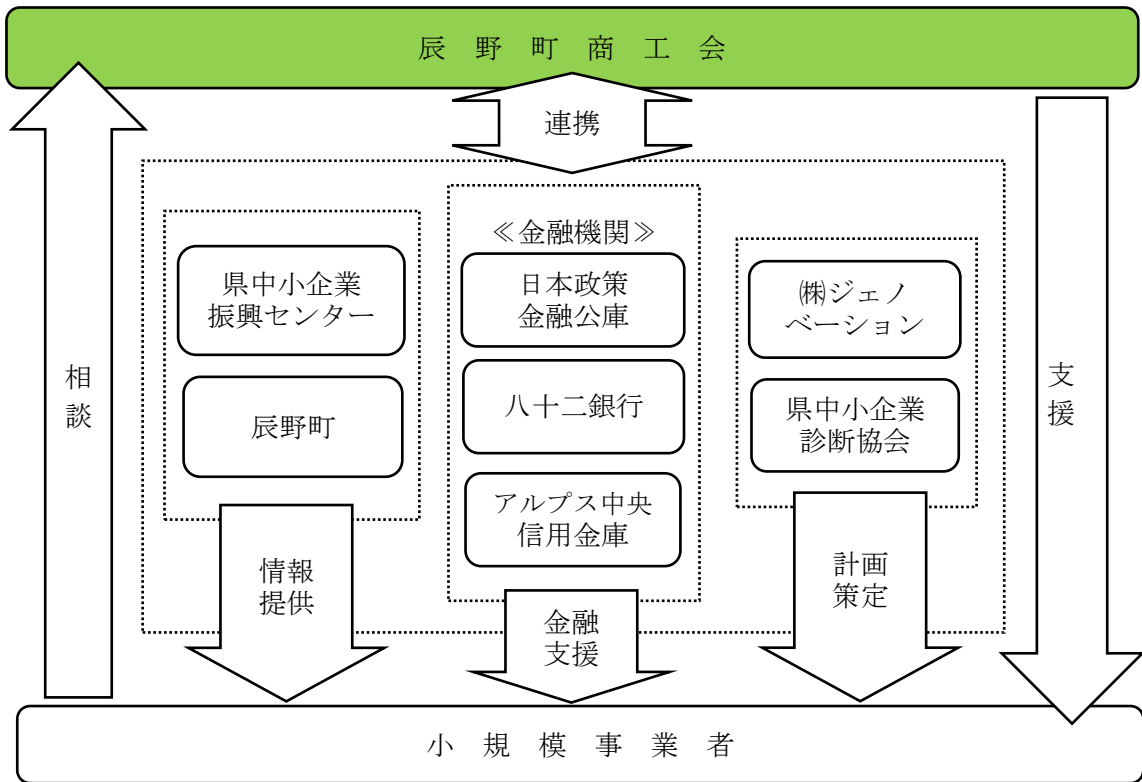 辰野町商工会
連携
≪金融機関≫
県中小企業
振興センター
辰野町
日本政策
金融公庫
八十二銀行
アルプス中央
信用金庫
㈱ジェノ
ベーション
県中小企業
診断協会
相談
支援
情報
提供
金融
支援
計画
策定
小規模事業者